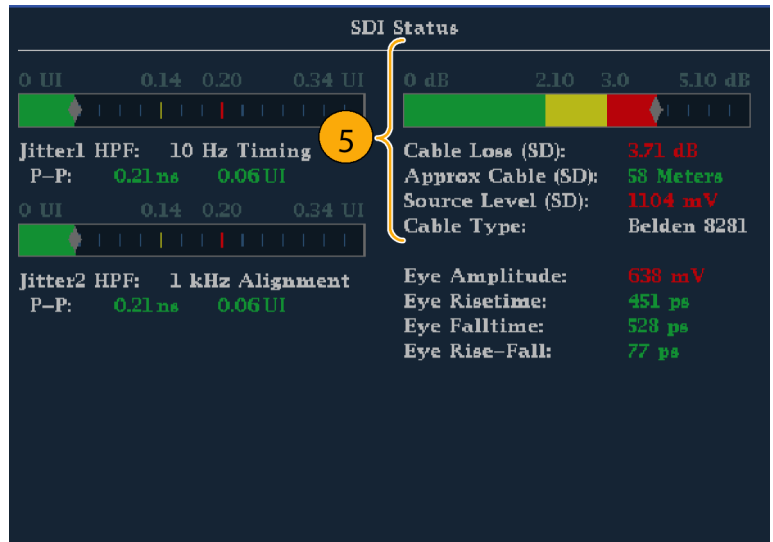 SDI Status
0 UI 0.14 0.20 0.34 UI
Jitter1 HPF: 10 Hz Timing
P-P: 0.21 ns 0.06 UI
0 UI 0.14 0.20 0.34 UI
Jitter2 HPF: 1 kHz Alignment
P-P: 0.21 ns 0.06 UI
5
0 dB 2.10 3.0 5.10 dB
Cable Loss (SD): 3.71 dB
Approx Cable (SD): 58 Meters
Source Level (SD): 1104 mV
Cable Type: Belden 8281
Eye Amplitude: 638 mV
Eye Risetime: 451 ps
Eye Falltime: 528 ps
Eye Rise-Fall: 77 ps